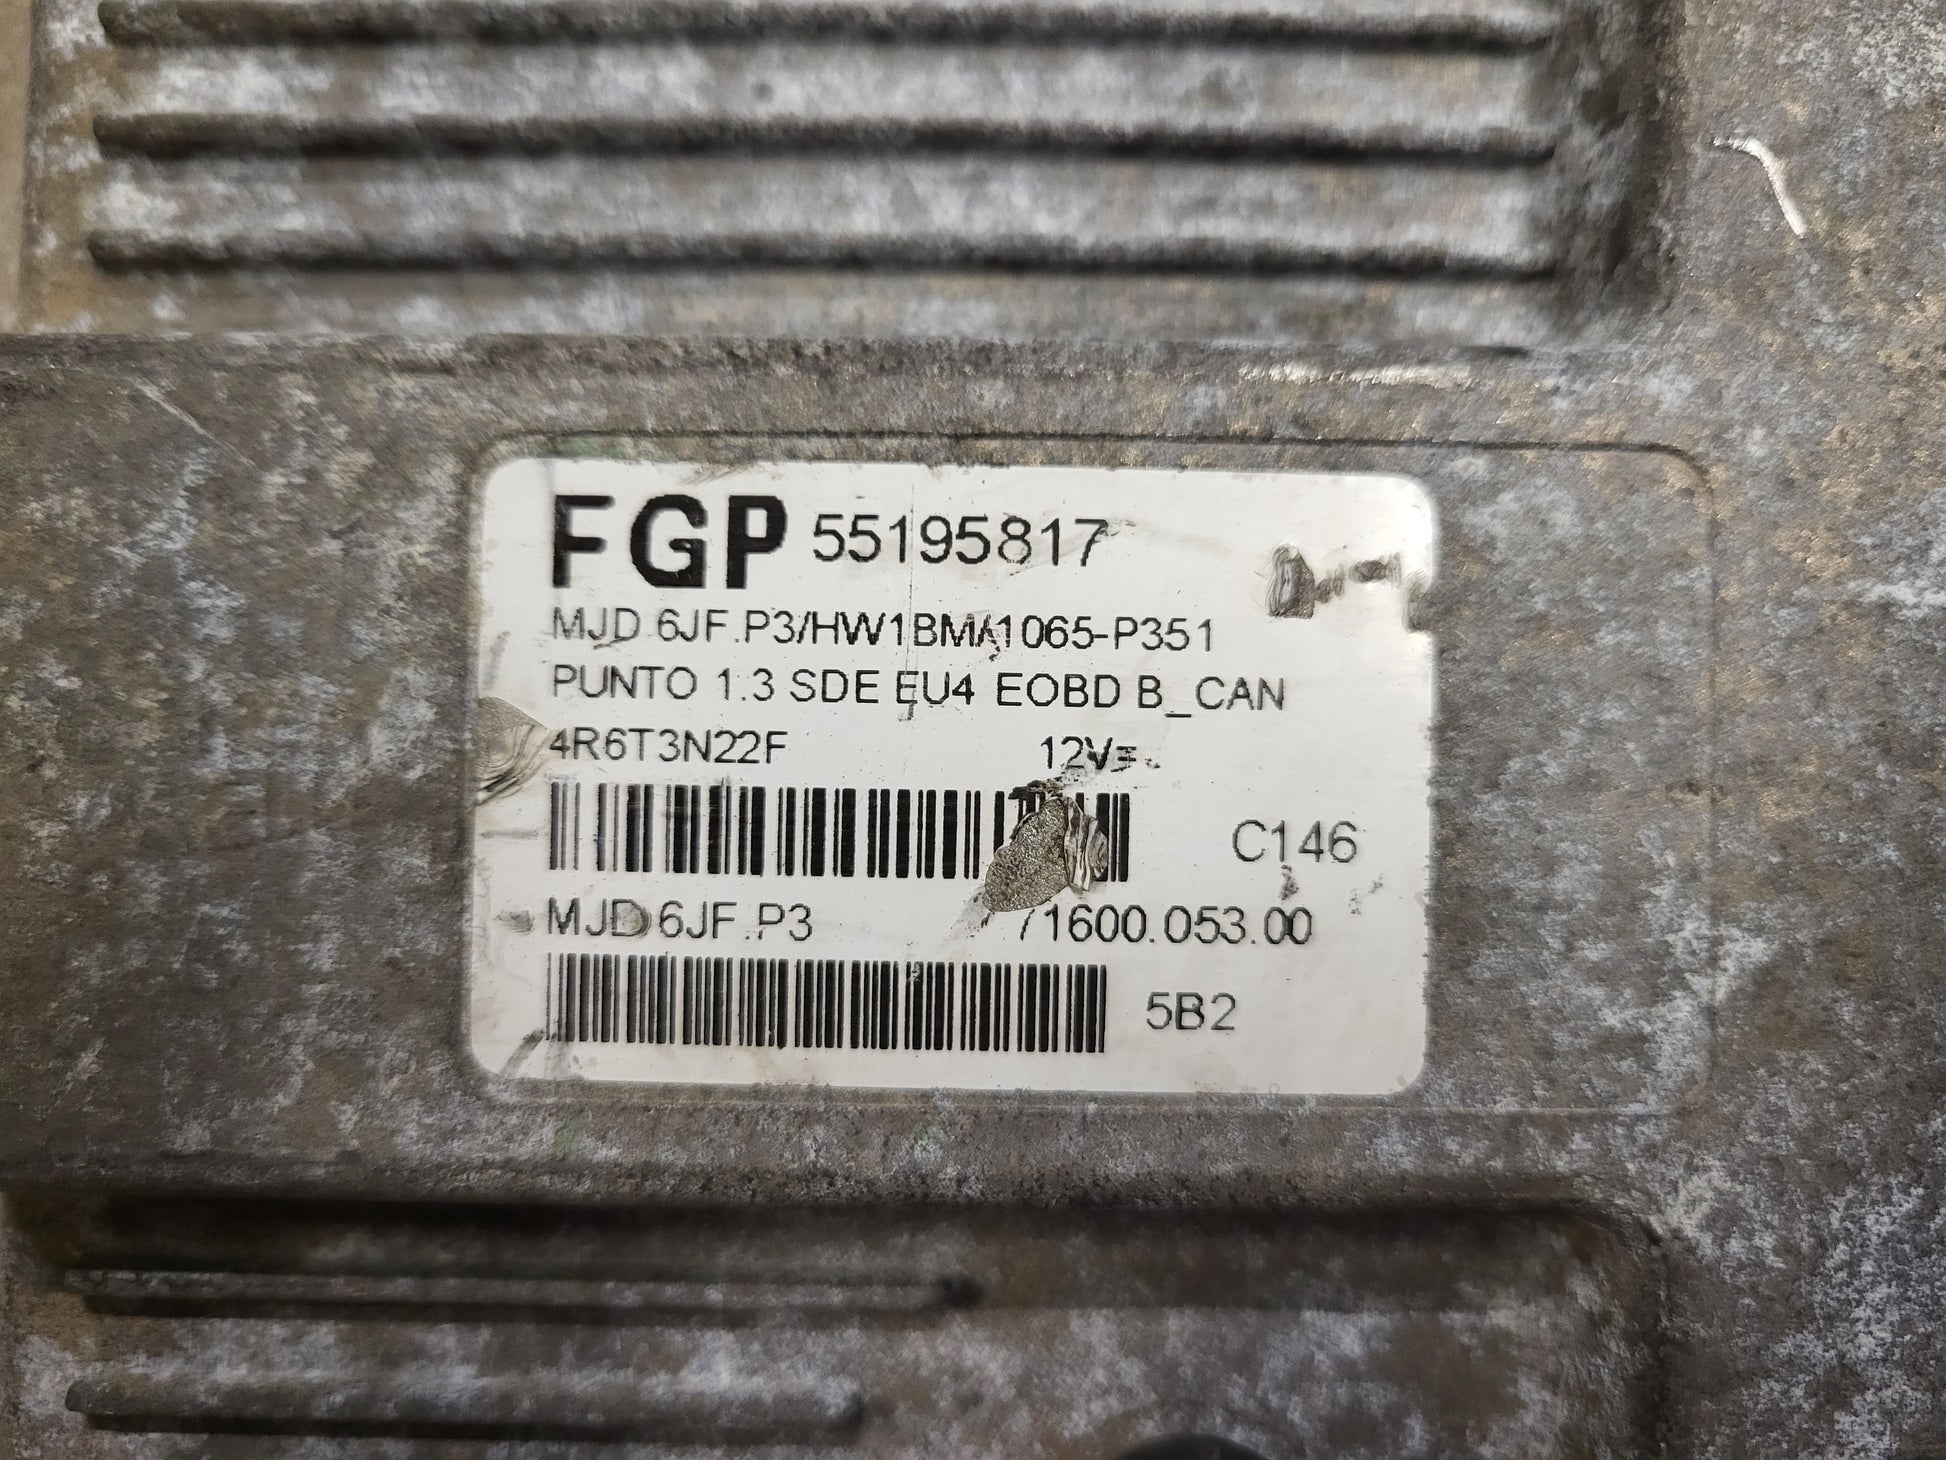 FGP 55195817
MJD 6JF.P3/HW1BMA1065-P351
PUNTO 1.3 SDE EU4 EOBD B_CAN
4R6T3N22F 12V=
C146
MJD 6JF.P3 71600.053.00
5B2